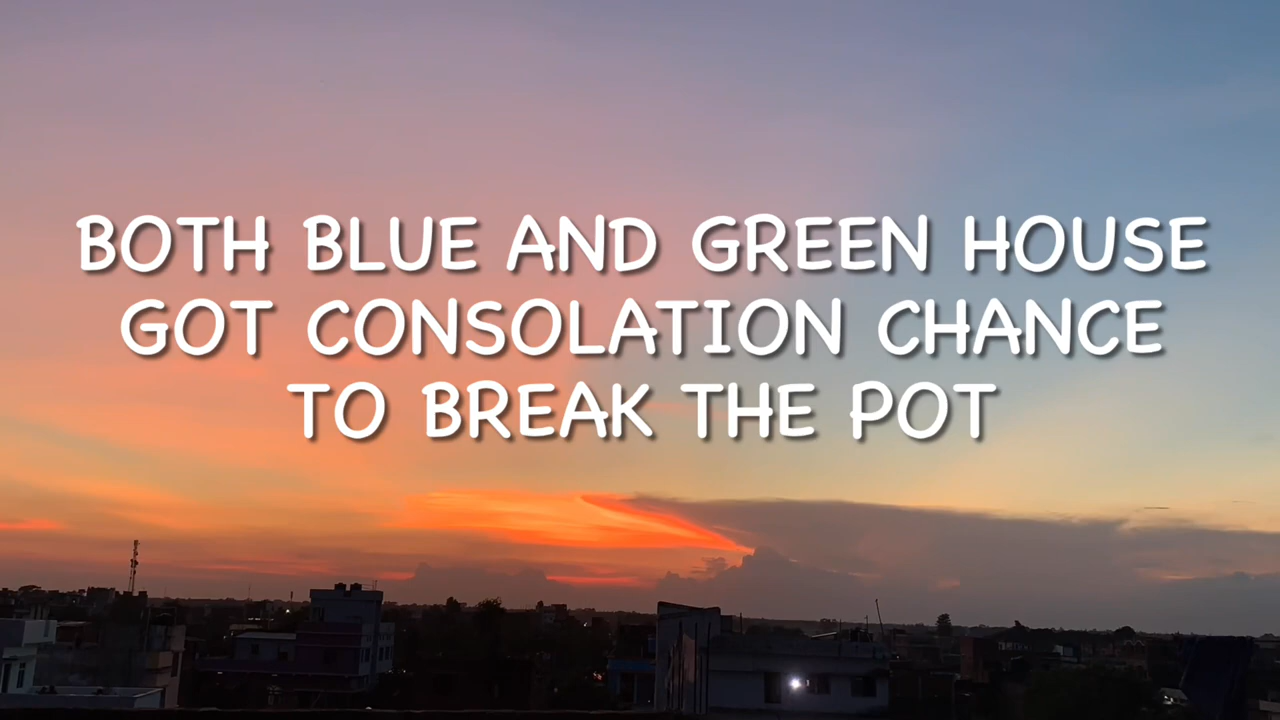 BOTH BLUE AND GREEN HOUSE
GOT CONSOLATION CHANCE
TO BREAK THE POT